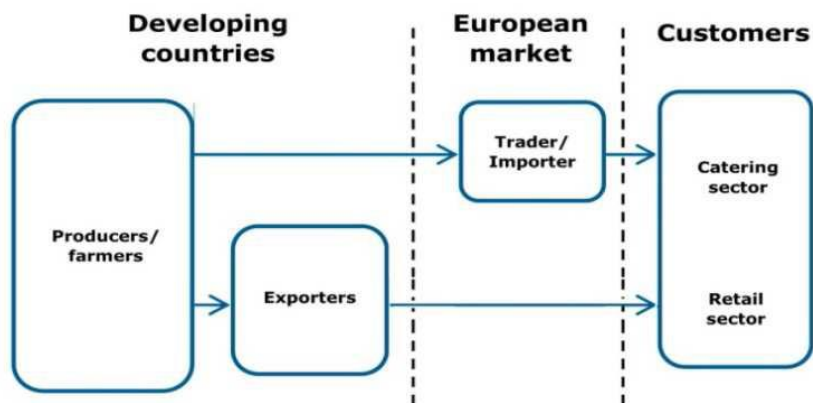 Developing
countries
European
market
Customers
Trader/
Importer
Catering
sector
Producers/
farmers
Exporters
Retail
sector